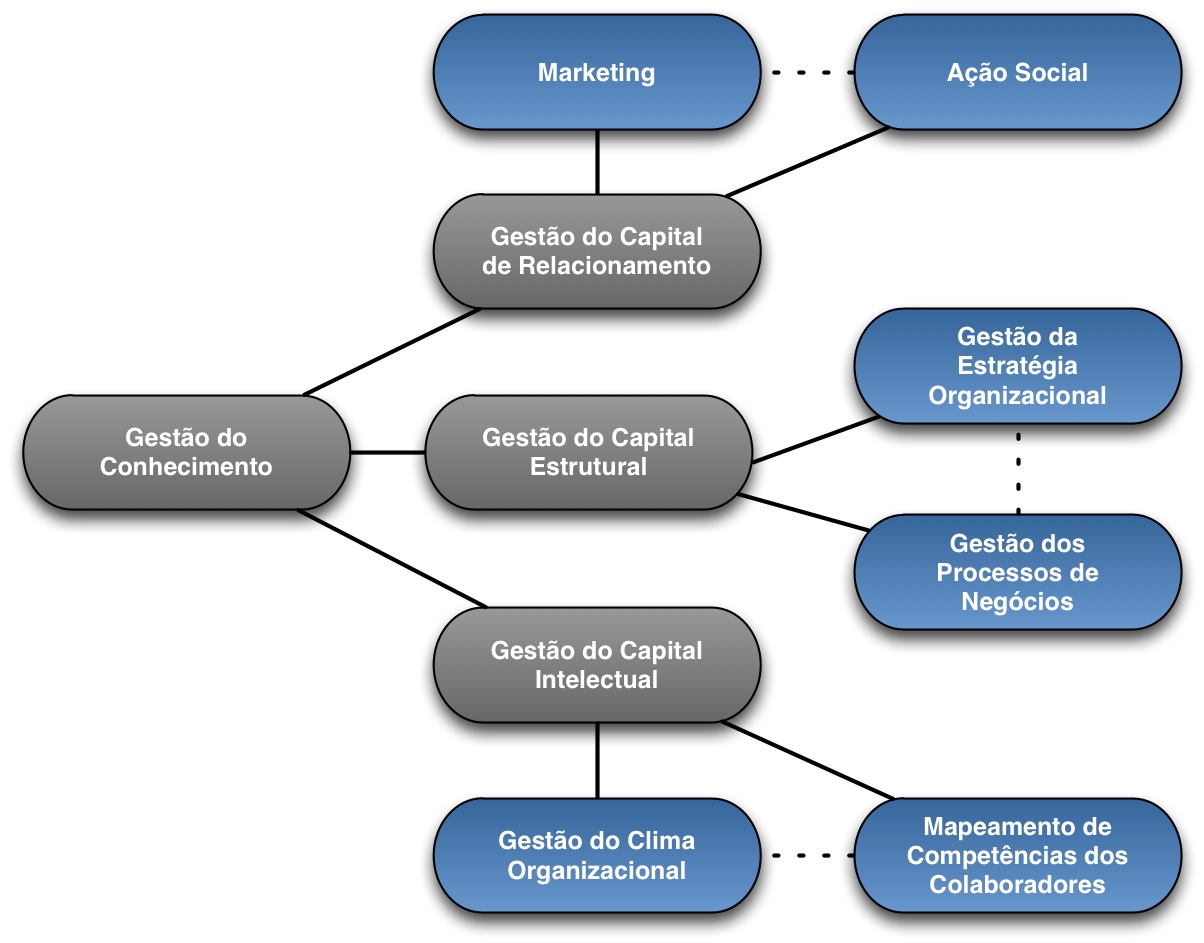 Marketing
Ação Social
Gestão do Capital
de Relacionamento
Gestão da
Estratégia
Organizacional
Gestão do
Conhecimento
Gestão do Capital
Estrutural
Gestão dos
Processos de
Negócios
Gestão do Capital
Intelectual
Gestão do Clima
Organizacional
Mapeamento de
Competências dos
Colaboradores